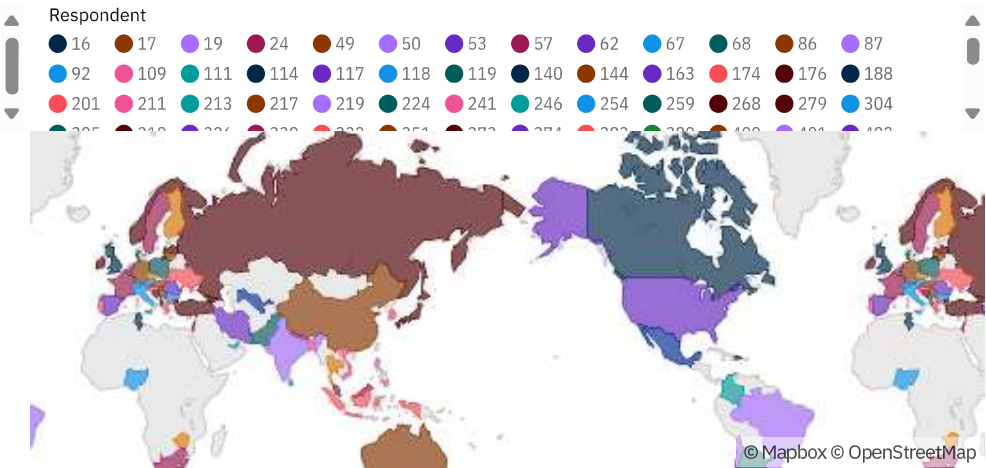 Respondent
16 17 19 24 49 50 53 57 62 67 68 86 87
92 109 111 114 117 118 119 140 144 163 174 176 188
201 211 213 217 219 224 241 246 254 259 268 279 304
© Mapbox © OpenStreetMap